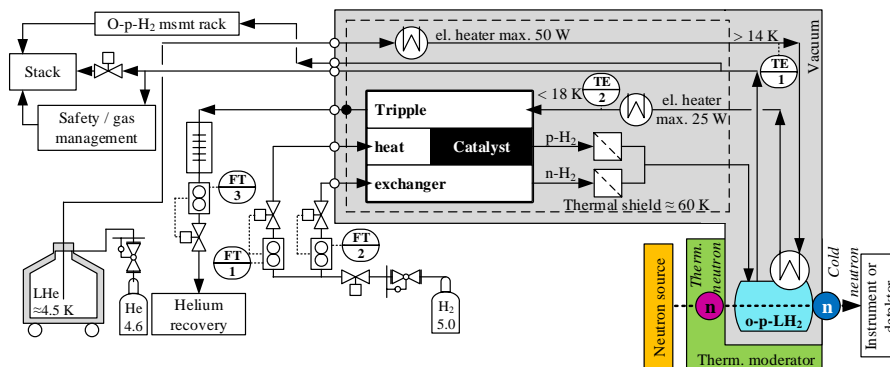 O-p-H2 msmt rack
Stack
Safety / gas
management
el. heater max. 50 W
> 14 K
TE
1
Vacuum
< 18 K
TE
2
el. heater
max. 25 W
Tripple
heat
Catalyst
exchanger
p-H2
n-H2
Thermal shield ≈ 60 K
FT
3
FT
1
FT
2
LHe
≈4.5 K
He
4.6
Helium
recovery
H2
5.0
Neutron source
Therm.
neutron
n
o-p-LH2
n
Cold
neutron
Instrument or
detektor
Therm. moderator